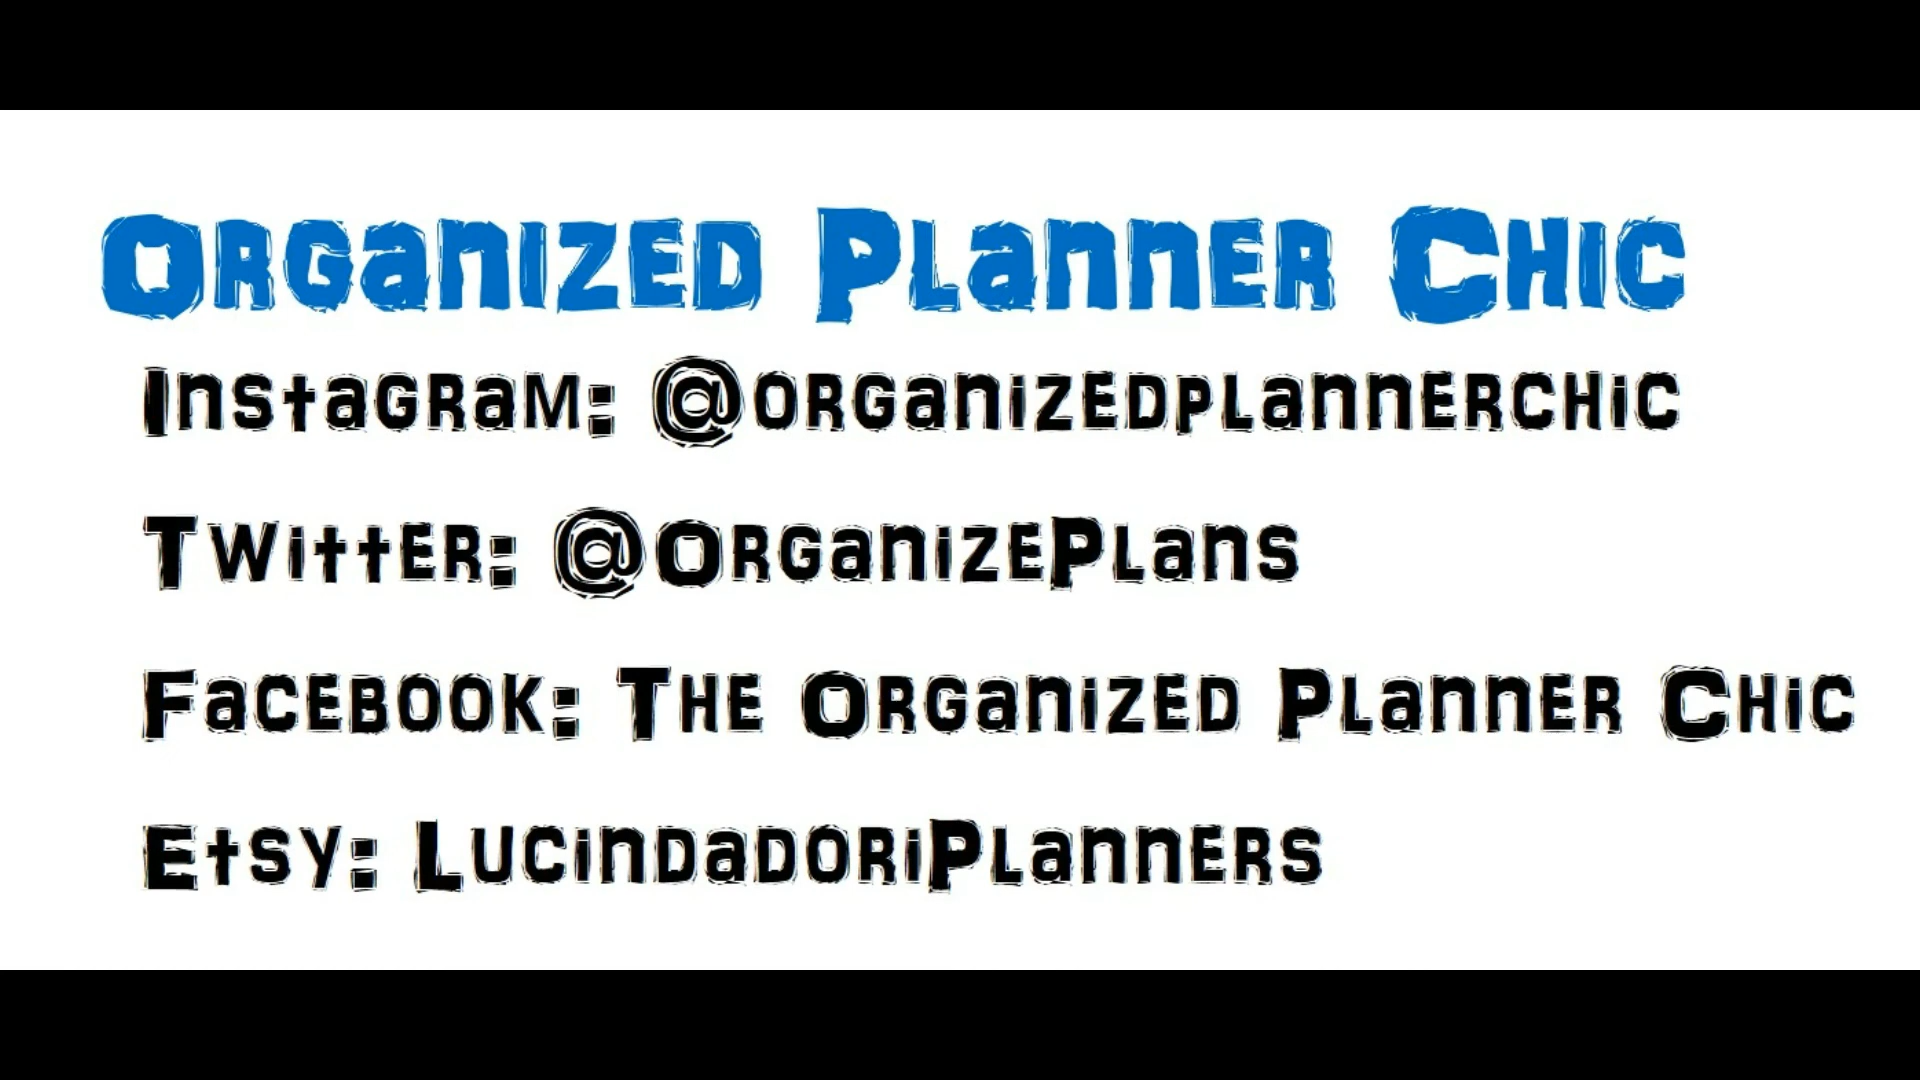 Organized Planner Chic
Instagram: @organizedplannerchic
Twitter: @OrganizePlans
Facebook: The Organized Planner Chic
Etsy: LucindadoriPlanners